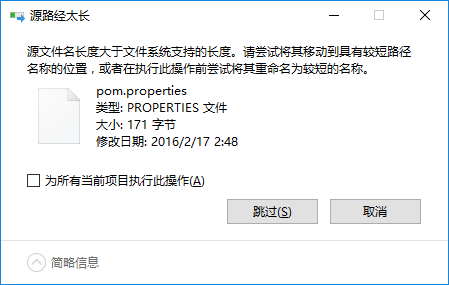 源路经太长
源文件名长度大于文件系统支持的长度。请尝试将其移动到具有较短路径
名称的位置，或者在执行此操作前尝试将其重命名为较短的名称。
pom.properties
类型: PROPERTIES 文件
大小: 171 字节
修改日期: 2016/2/17 2:48
为所有当前项目执行此操作(A)
跳过(S)
取消
简略信息